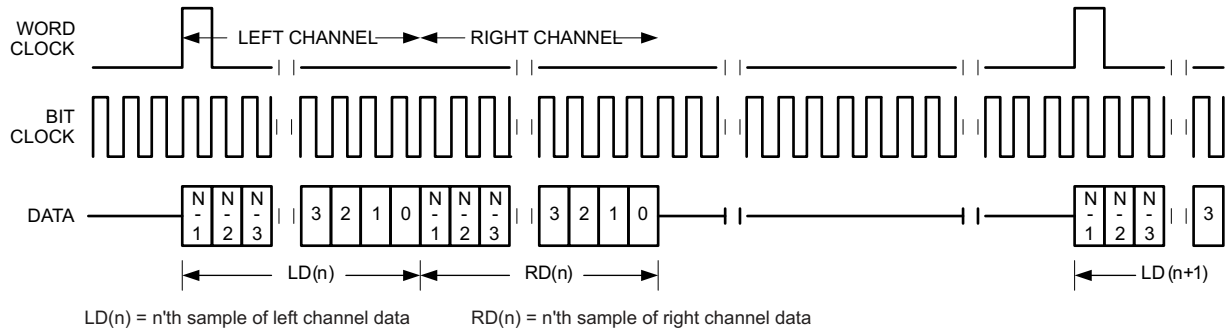 WORD
CLOCK
LEFT CHANNEL
RIGHT CHANNEL
BIT
CLOCK
DATA
N-1 N-2 N-3 3 2 1 0 N-1 N-2 N-3 3 2 1 0 N-1 N-2 N-3 3
LD(n)
RD(n)
LD(n+1)
LD(n) = n'th sample of left channel data
RD(n) = n'th sample of right channel data